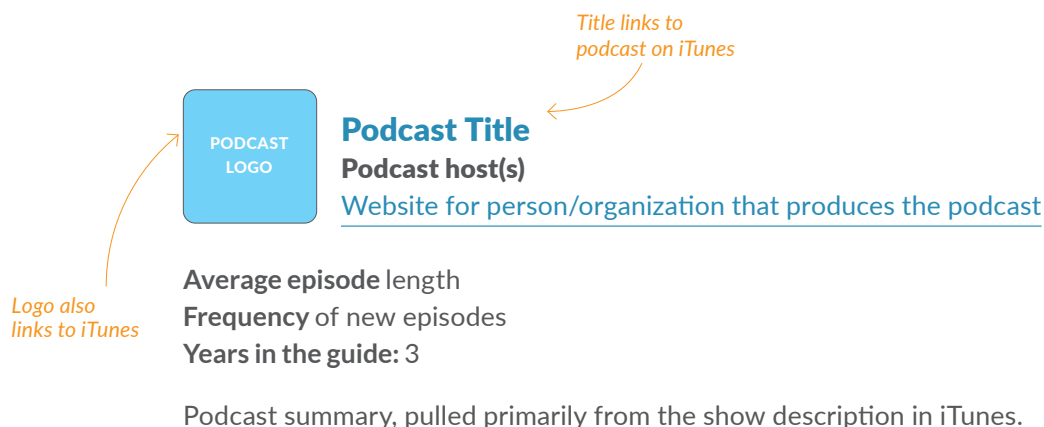 Title links to
podcast on iTunes
PODCAST
LOGO
Podcast Title
Podcast host(s)
Website for person/organization that produces the podcast
Logo also
links to iTunes
Average episode length
Frequency of new episodes
Years in the guide: 3
Podcast summary, pulled primarily from the show description in iTunes.